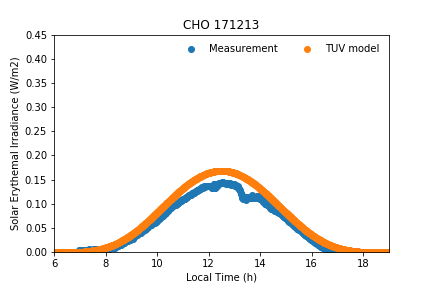 CHO 171213
Measurement TUV model
Solar Erythemal Irradiance (W/m2)
0.45
0.40
0.35
0.30
0.25
0.20
0.15
0.10
0.05
0.00
6 8 10 12 14 16 18
Local Time (h)